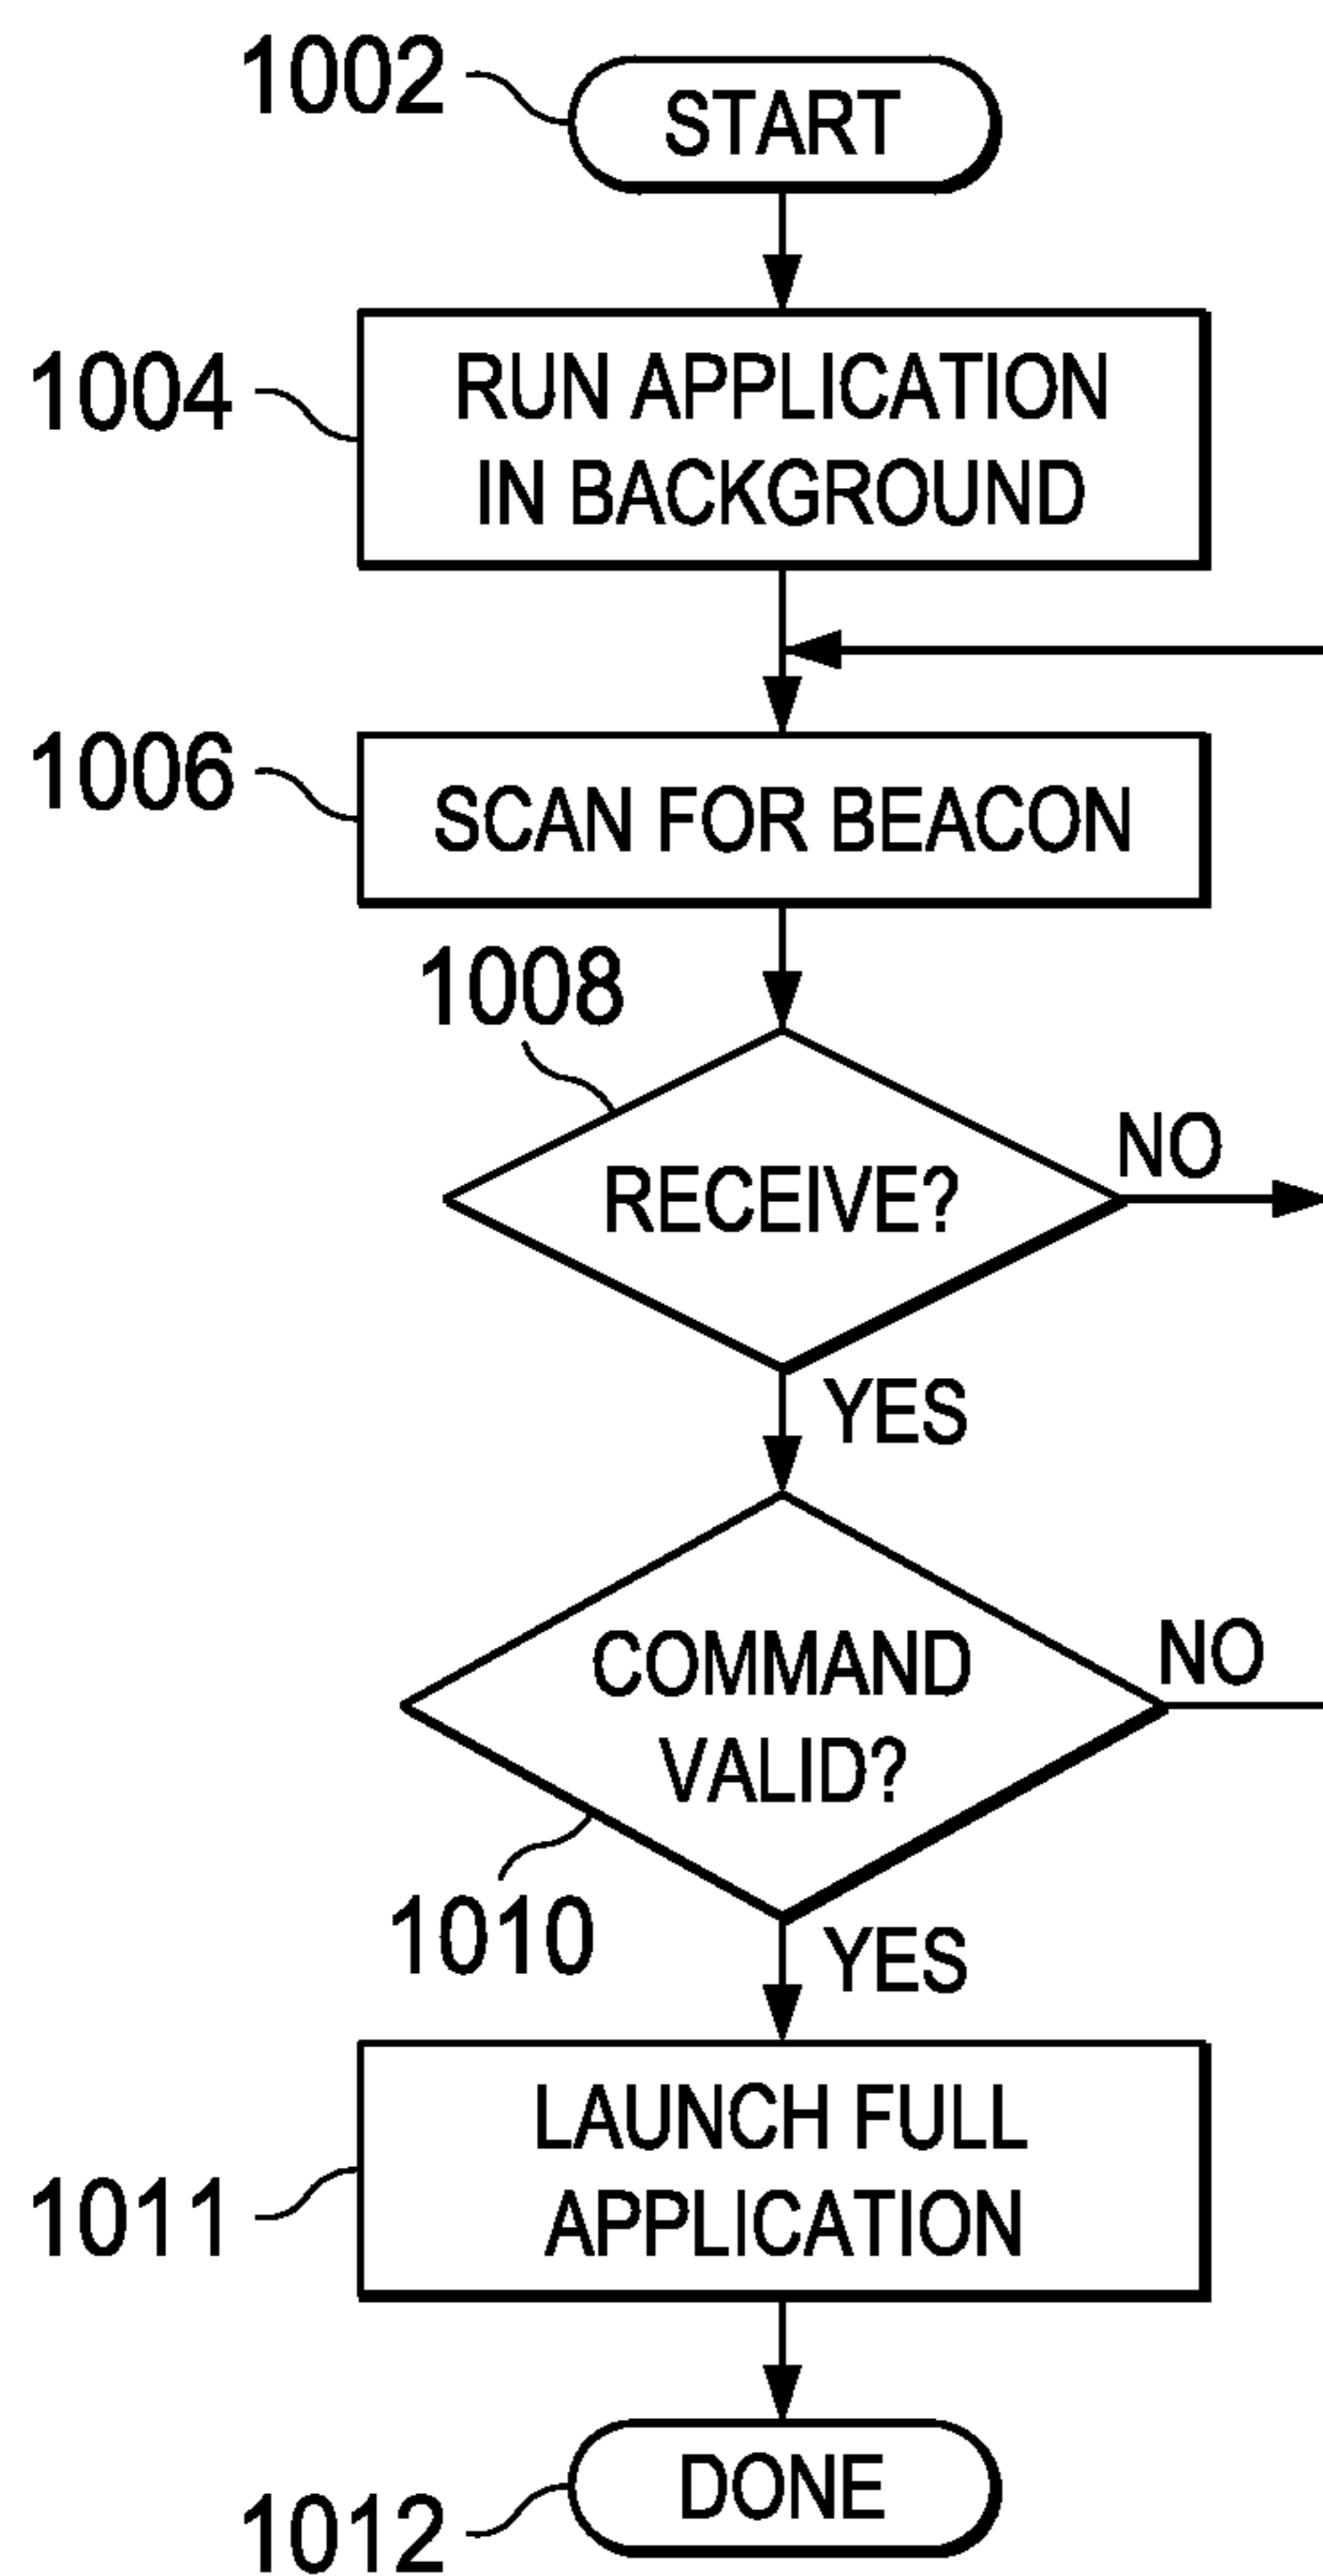 1002
START
1004
RUN APPLICATION
IN BACKGROUND
1006
SCAN FOR BEACON
1008
RECEIVE?
NO
YES
COMMAND
VALID?
NO
1010
YES
LAUNCH FULL
APPLICATION
1011
DONE
1012